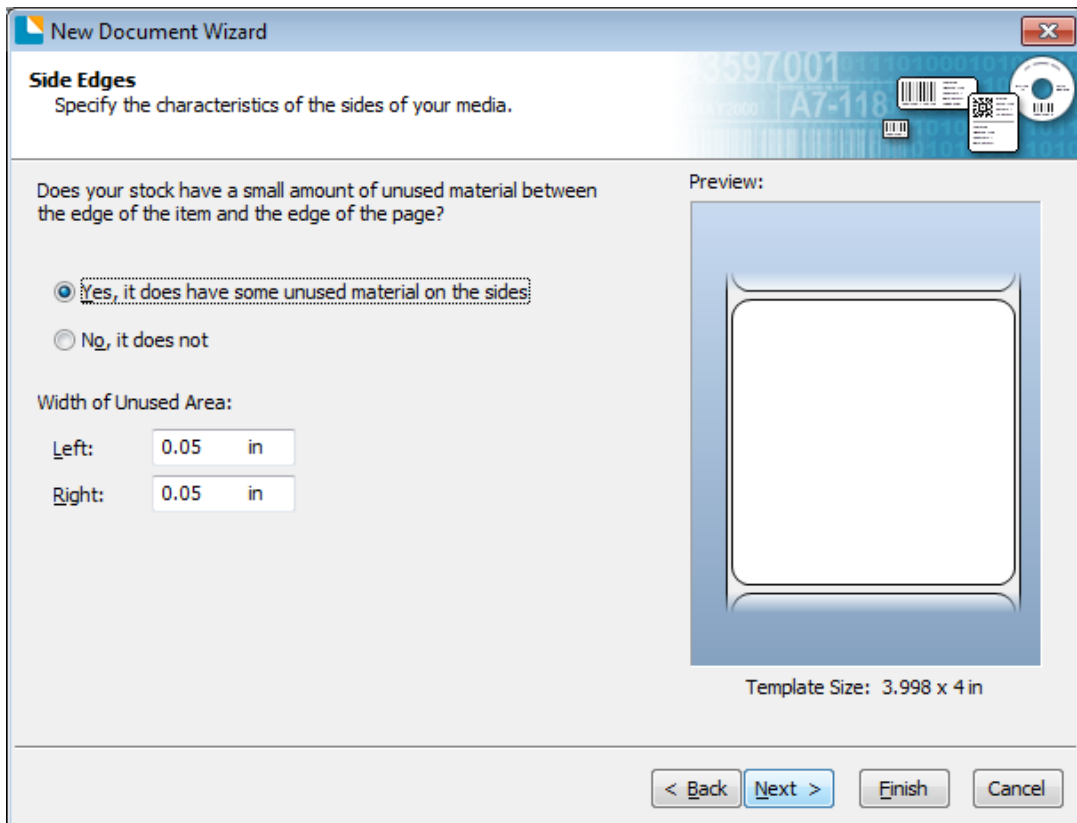 New Document Wizard
Side Edges
Specify the characteristics of the sides of your media.
3597001
A7-118
Does your stock have a small amount of unused material between
the edge of the item and the edge of the page?
Preview:
Yes, it does have some unused material on the sides
No, it does not
Width of Unused Area:
Left: 0.05 in
Right: 0.05 in
Template Size: 3.998 x 4 in
< Back Next > Finish Cancel